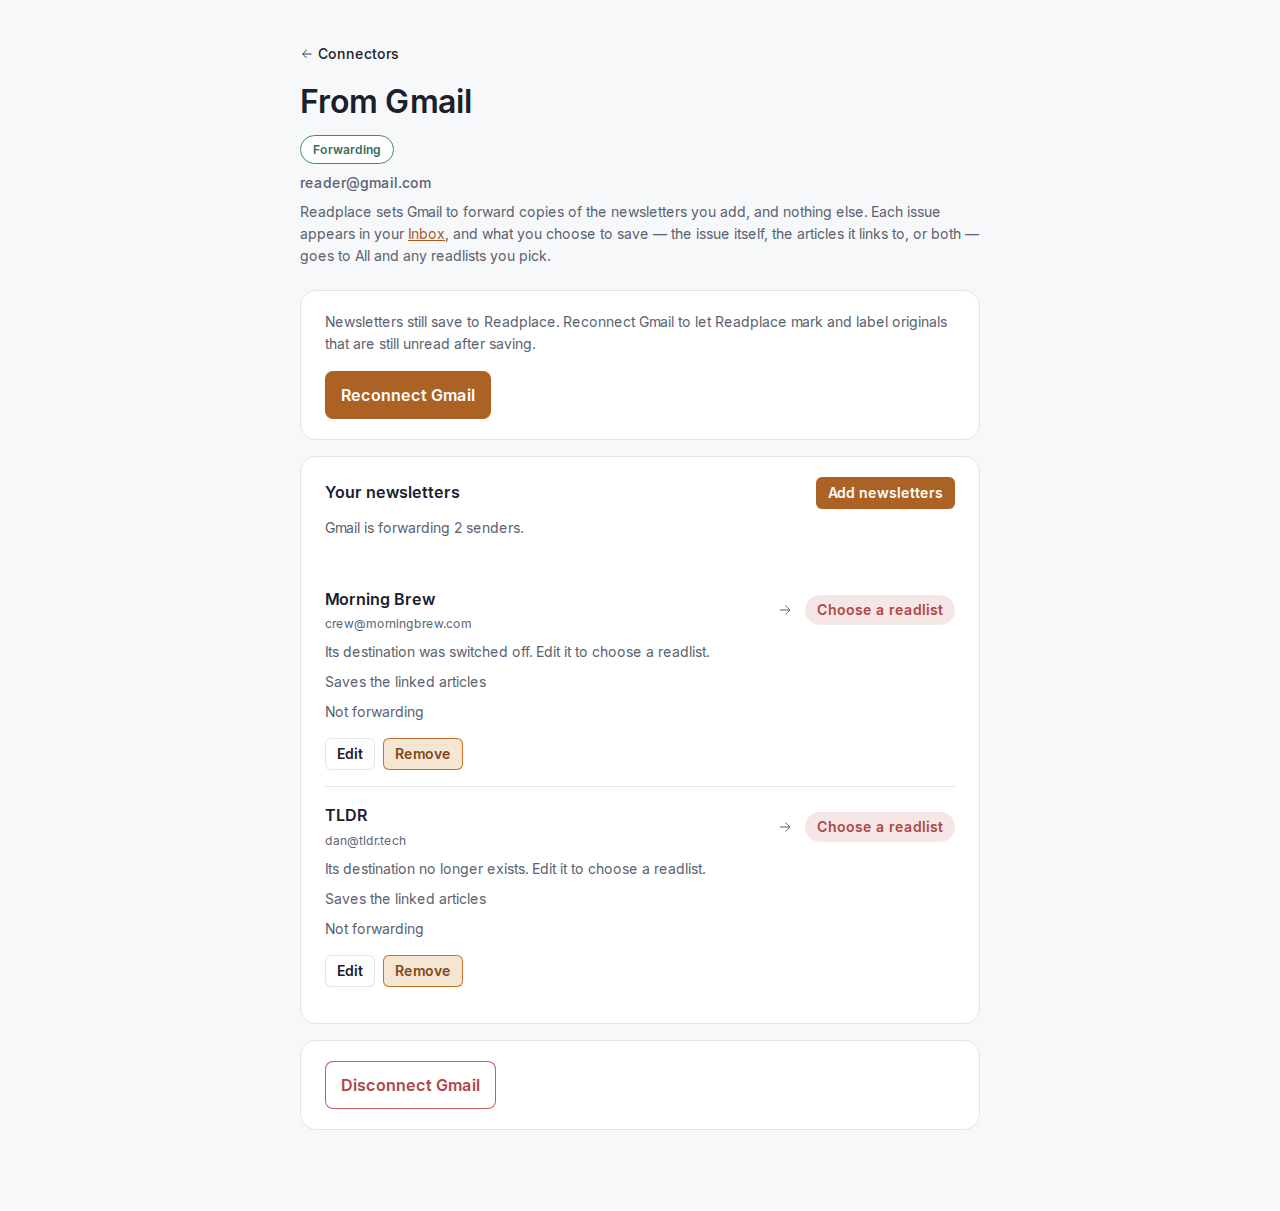 ← Connectors
From Gmail
Forwarding
reader@gmail.com
Readplace sets Gmail to forward copies of the newsletters you add, and nothing else. Each issue
appears in your Inbox, and what you choose to save — the issue itself, the articles it links to, or both —
goes to All and any readlists you pick.
Newsletters still save to Readplace. Reconnect Gmail to let Readplace mark and label originals
that are still unread after saving.
Reconnect Gmail
Your newsletters
Add newsletters
Gmail is forwarding 2 senders.
Morning Brew
→ Choose a readlist
crew@morningbrew.com
Its destination was switched off. Edit it to choose a readlist.
Saves the linked articles
Not forwarding
Edit Remove
TLDR
→ Choose a readlist
dan@tldr.tech
Its destination no longer exists. Edit it to choose a readlist.
Saves the linked articles
Not forwarding
Edit Remove
Disconnect Gmail